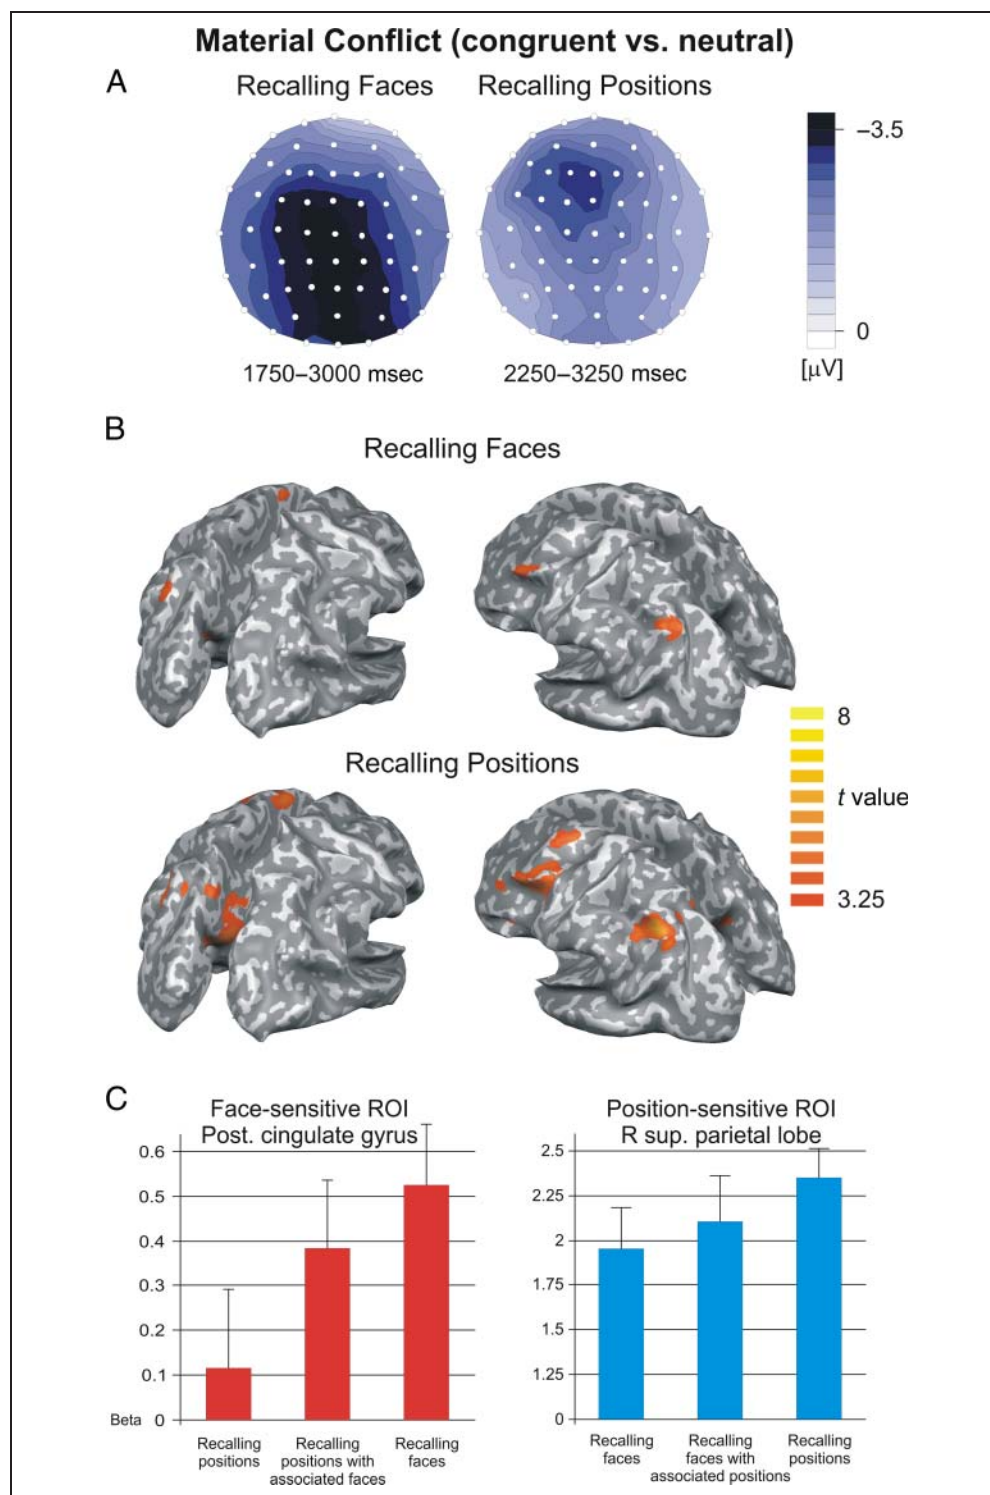 Material Conflict (congruent vs. neutral)
A
Recalling Faces
Recalling Positions
−3.5
0
[μV]
1750–3000 msec
2250–3250 msec
B
Recalling Faces
8
t value
3.25
Recalling Positions
C
Face-sensitive ROI
Post. cingulate gyrus
0.6
0.5
0.4
0.3
0.2
0.1
Beta 0
Recalling
positions
Recalling
positions with
associated faces
Recalling
faces
Position-sensitive ROI
R sup. parietal lobe
2.5
2.25
2
1.75
1.5
1.25
0
Recalling
faces
Recalling
faces with
associated positions
Recalling
positions